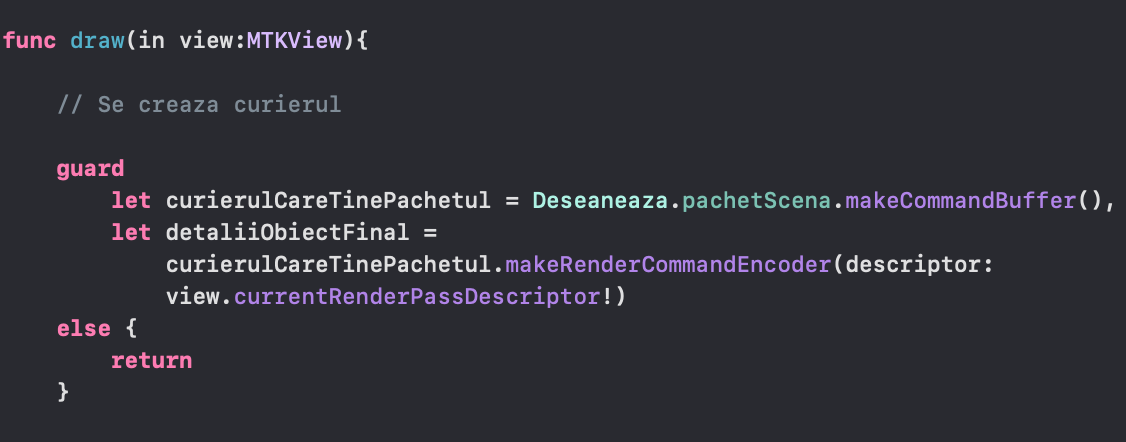 func draw(in view:MTKView){
// Se creaza curierul
guard
let curierulCareTinePachetul = Deseaneaza.pachetScena.makeCommandBuffer(),
let detaliiObiectFinal =
curierulCareTinePachetul.makeRenderCommandEncoder(descriptor:
view.currentRenderPassDescriptor!)
else {
return
}